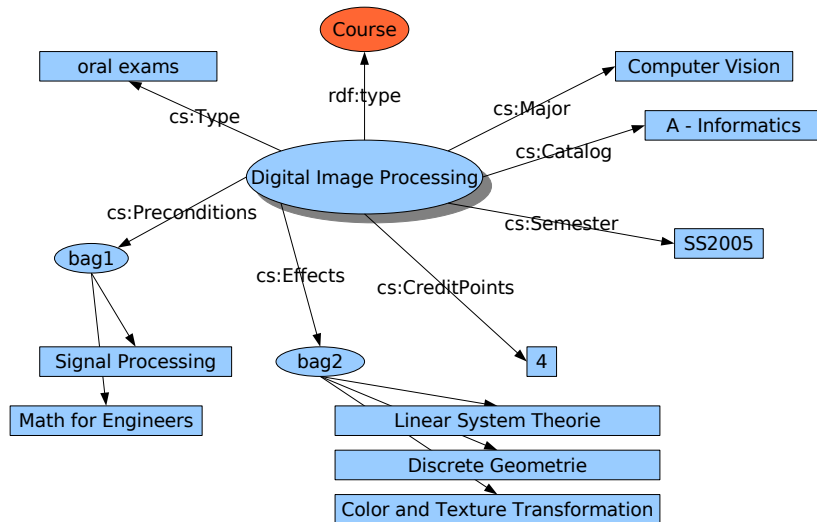 Course
oral exams
Computer Vision
rdf:type
cs:Type
cs:Major
A - Informatics
cs:Catalog
Digital Image Processing
cs:Preconditions
cs:Semester
SS2005
bag1
cs:Effects
cs:CreditPoints
Signal Processing
bag2
4
Math for Engineers
Linear System Theorie
Discrete Geometrie
Color and Texture Transformation